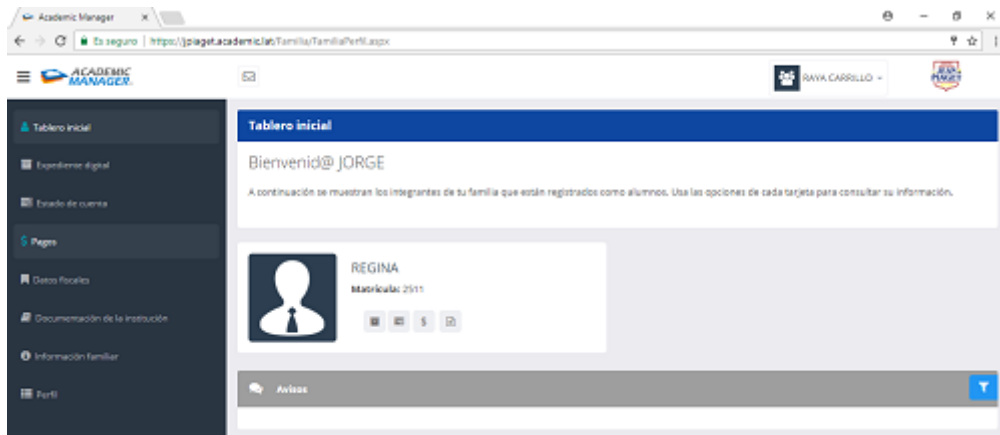 Academic Manager
Es seguro | https://jpiaget.academic.lat/Familia/FamiliaPerfil.aspx
ACADEMIC
MANAGER
RAYA CARRILLO
JEAN
PIAGET
Tablero inicial
Expediente digital
Estado de cuenta
$ Pagos
Datos fiscales
Documentación de la institución
Información familiar
Perfil
Tablero inicial
Bienvenid@ JORGE
A continuación se muestran los integrantes de tu familia que están registrados como alumnos. Usa las opciones de cada tarjeta para consultar su información.
REGINA
Matrícula: 2511
$
Avisos